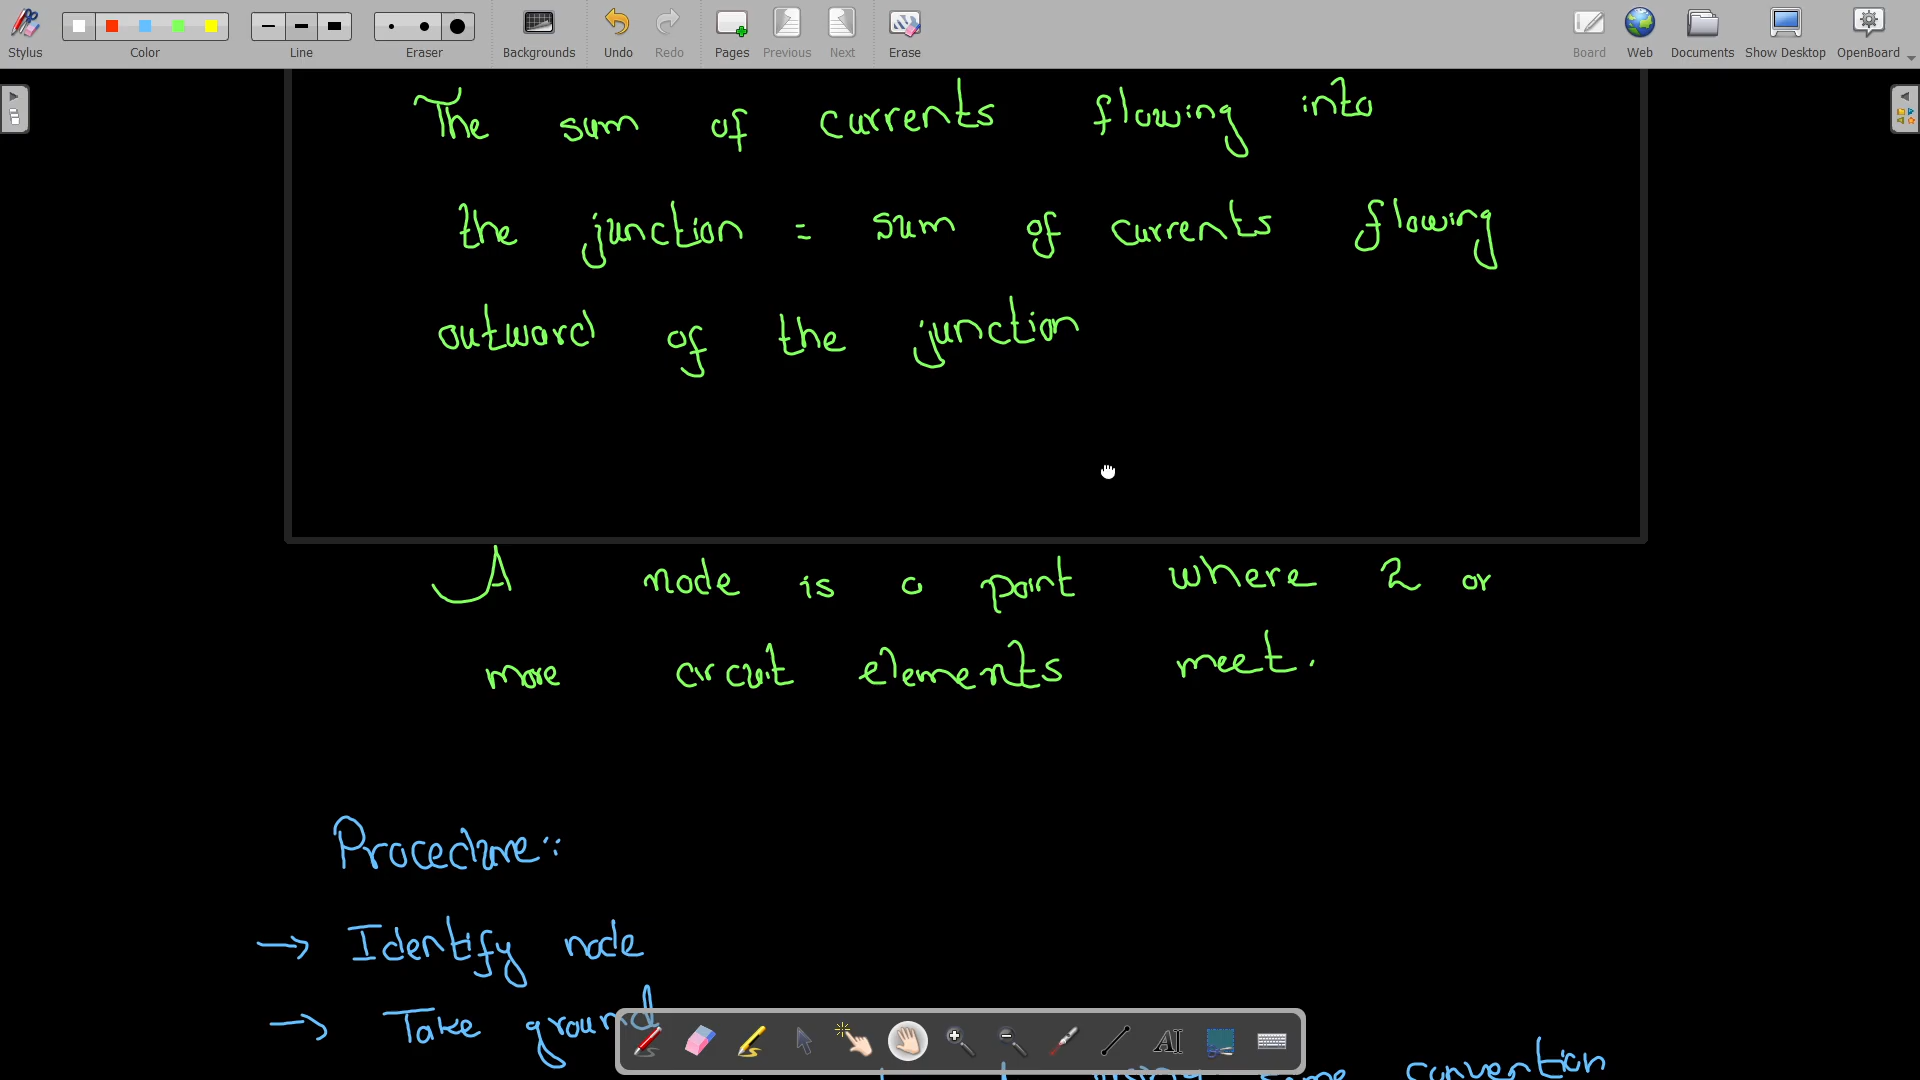 Stylus Color Line Eraser Backgrounds Undo Redo Pages Previous Next Erase Board Web Documents Show Desktop OpenBoard
The sum of currents flowing into
the junction = sum of currents flowing
outward of the junction
A node is a point where 2 or
more circuit elements meet.
Procedure::
→ Identify node
→ Take ground
using same convention